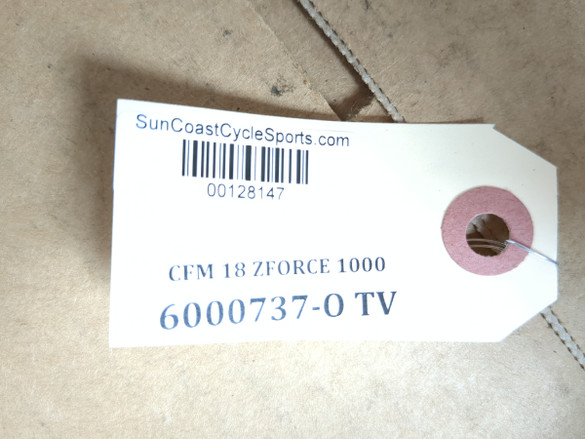 SunCoastCycleSports.com
00128147
CFM 18 ZFORCE 1000
6000737-O TV